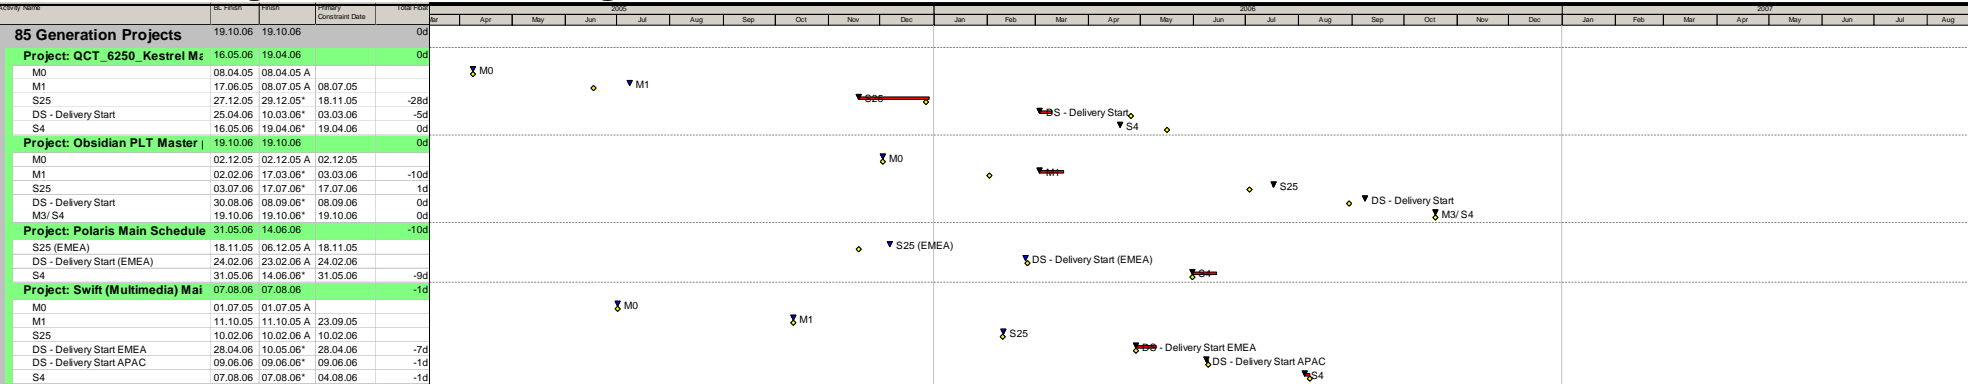 Activity Name BL Finish Finish Primary Constraint Date Total Float
2005 2006 2007
Mar Apr May Jun Jul Aug Sep Oct Nov Dec Jan Feb Mar Apr May Jun Jul Aug Sep Oct Nov Dec Jan Feb Mar Apr May Jun Jul Aug
85 Generation Projects 19.10.06 19.10.06 0d
Project: QCT_6250_Kestrel Ma 16.05.06 19.04.06 0d
M0 08.04.05 08.04.05 A M0
M1 17.06.05 08.07.05 A 08.07.05 M1
S25 27.12.05 29.12.05* 18.11.05 -28d S25
DS - Delivery Start 25.04.06 10.03.06* 03.03.06 -5d DS - Delivery Start
S4 16.05.06 19.04.06* 19.04.06 0d S4
Project: Obsidian PLT Master 19.10.06 19.10.06 0d
M0 02.12.05 02.12.05 A 02.12.05 M0
M1 02.02.06 17.03.06* 03.03.06 -10d M1
S25 03.07.06 17.07.06* 17.07.06 1d S25
DS - Delivery Start 30.08.06 08.09.06* 08.09.06 0d DS - Delivery Start
M3/ S4 19.10.06 19.10.06* 19.10.06 0d M3/ S4
Project: Polaris Main Schedule 31.05.06 14.06.06 -10d
S25 (EMEA) 18.11.05 06.12.05 A 18.11.05 S25 (EMEA)
DS - Delivery Start (EMEA) 24.02.06 23.02.06 A 24.02.06 DS - Delivery Start (EMEA)
S4 31.05.06 14.06.06* 31.05.06 -9d S4
Project: Swift (Multimedia) Mai 07.08.06 07.08.06 -1d
M0 01.07.05 01.07.05 A M0
M1 11.10.05 11.10.05 A 23.09.05 M1
S25 10.02.06 10.02.06 A 10.02.06 S25
DS - Delivery Start EMEA 28.04.06 10.05.06* 28.04.06 -7d DS - Delivery Start EMEA
DS - Delivery Start APAC 09.06.06 09.06.06* 09.06.06 -1d DS - Delivery Start APAC
S4 07.08.06 07.08.06* 04.08.06 -1d S4